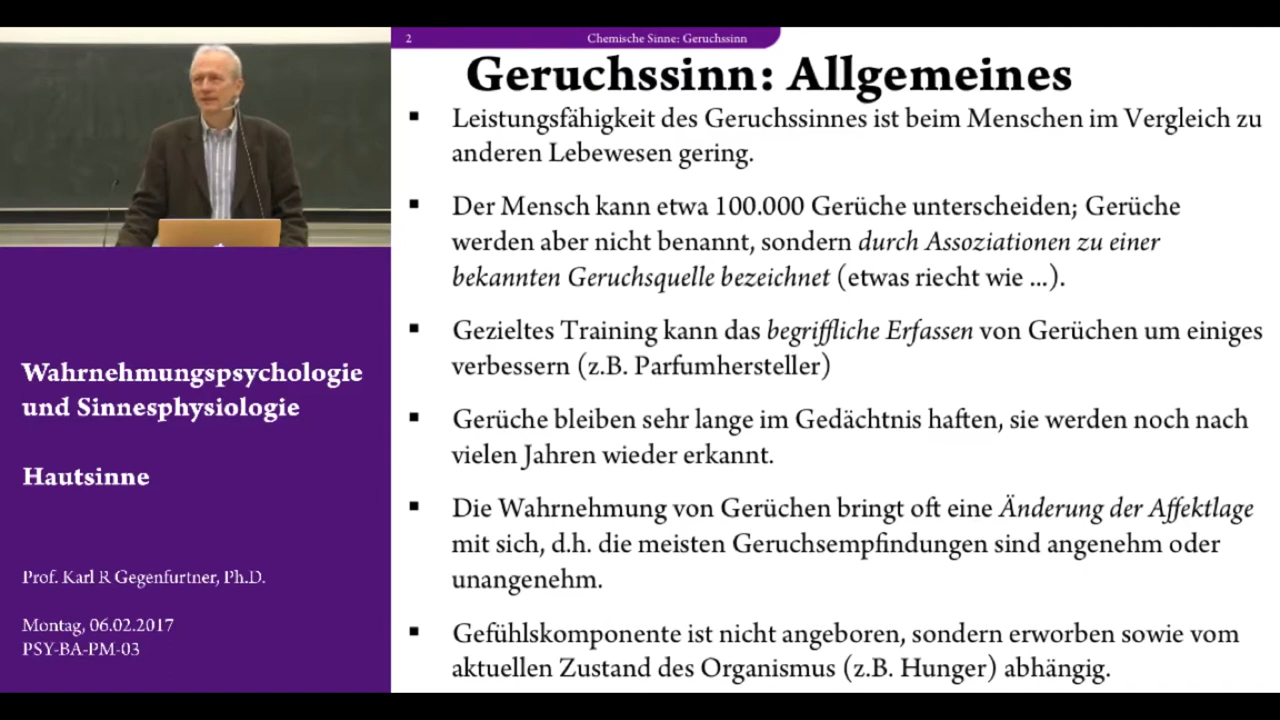 2
Chemische Sinne: Geruchssinn
Geruchssinn: Allgemeines
▪ Leistungsfähigkeit des Geruchssinnes ist beim Menschen im Vergleich zu
anderen Lebewesen gering.
▪ Der Mensch kann etwa 100.000 Gerüche unterscheiden; Gerüche
werden aber nicht benannt, sondern durch Assoziationen zu einer
bekannten Geruchsquelle bezeichnet (etwas riecht wie ...).
▪ Gezieltes Training kann das begriffliche Erfassen von Gerüchen um einiges
verbessern (z.B. Parfumhersteller)
▪ Gerüche bleiben sehr lange im Gedächtnis haften, sie werden noch nach
vielen Jahren wieder erkannt.
▪ Die Wahrnehmung von Gerüchen bringt oft eine Änderung der Affektlage
mit sich, d.h. die meisten Geruchsempfindungen sind angenehm oder
unangenehm.
▪ Gefühlskomponente ist nicht angeboren, sondern erworben sowie vom
aktuellen Zustand des Organismus (z.B. Hunger) abhängig.
Wahrnehmungspsychologie
und Sinnesphysiologie
Hautsinne
Prof. Karl R Gegenfurtner, Ph.D.
Montag, 06.02.2017
PSY-BA-PM-03